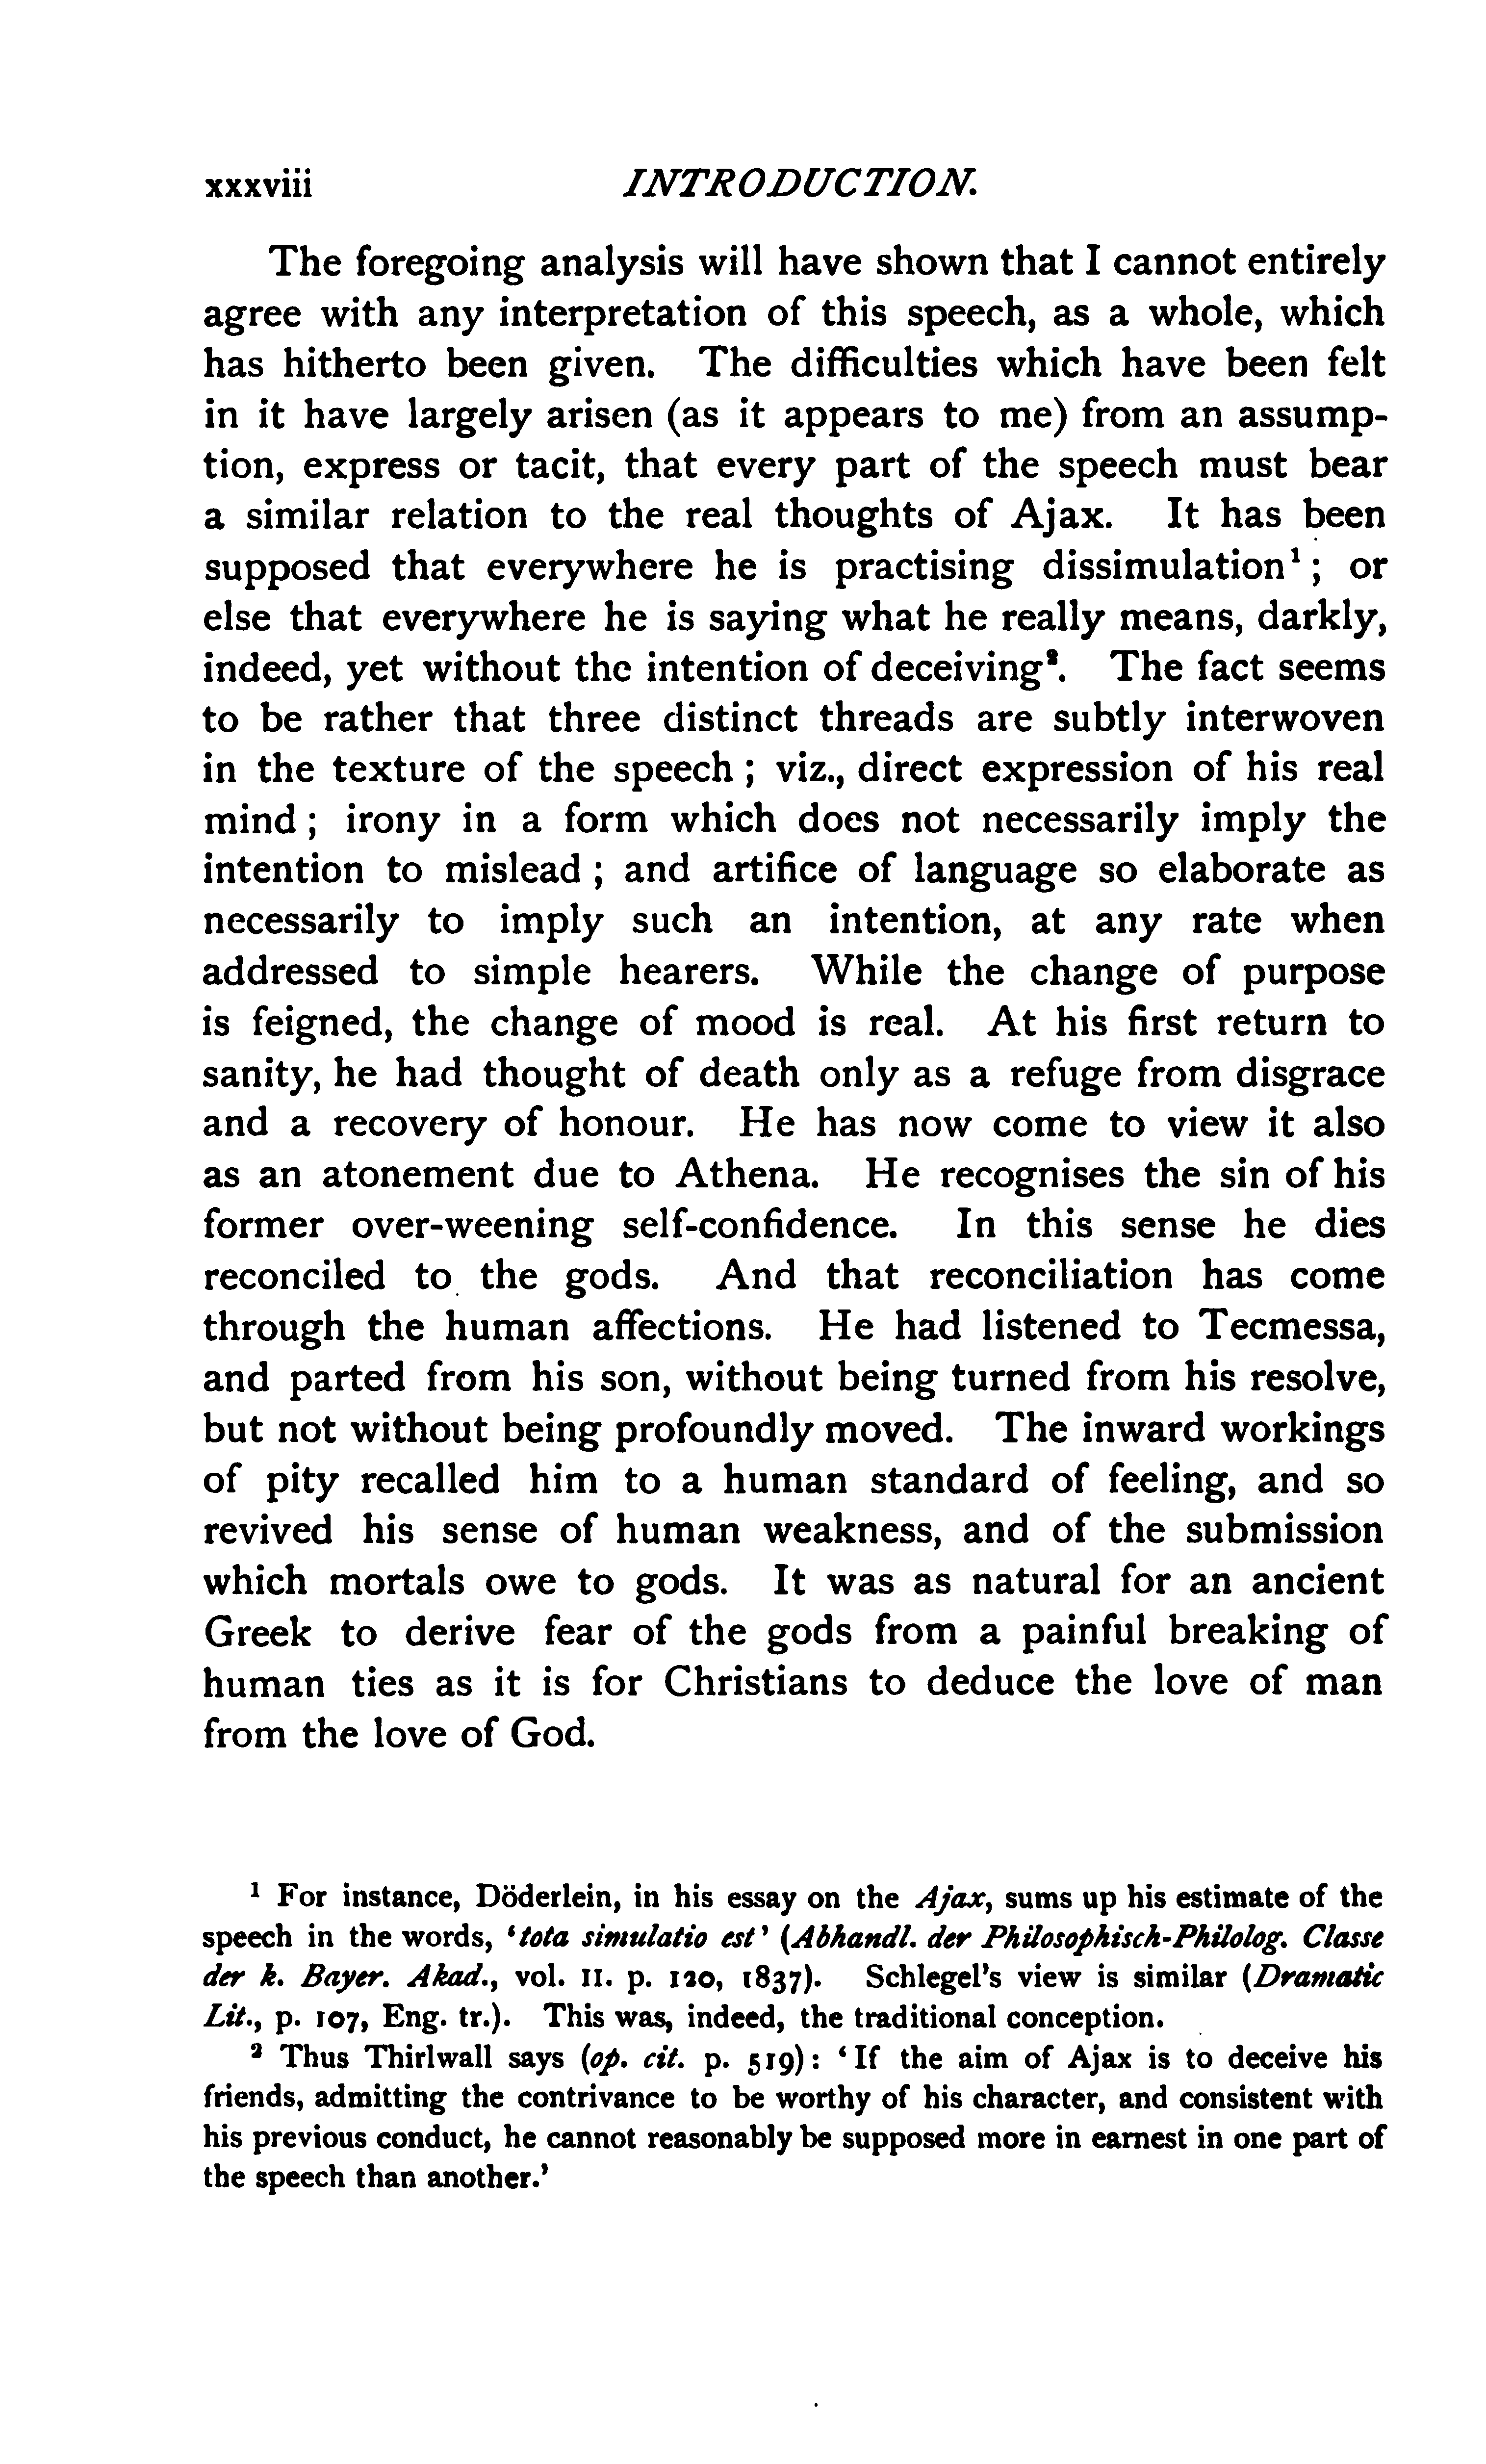 xxxviii INTRODUCTION.
The foregoing analysis will have shown that I cannot entirely
agree with any interpretation of this speech, as a whole, which
has hitherto been given. The difficulties which have been felt
in it have largely arisen (as it appears to me) from an assump-
tion, express or tacit, that every part of the speech must bear
a similar relation to the real thoughts of Ajax. It has been
supposed that everywhere he is practising dissimulation¹; or
else that everywhere he is saying what he really means, darkly,
indeed, yet without the intention of deceiving². The fact seems
to be rather that three distinct threads are subtly interwoven
in the texture of the speech; viz., direct expression of his real
mind; irony in a form which does not necessarily imply the
intention to mislead; and artifice of language so elaborate as
necessarily to imply such an intention, at any rate when
addressed to simple hearers. While the change of purpose
is feigned, the change of mood is real. At his first return to
sanity, he had thought of death only as a refuge from disgrace
and a recovery of honour. He has now come to view it also
as an atonement due to Athena. He recognises the sin of his
former over-weening self-confidence. In this sense he dies
reconciled to the gods. And that reconciliation has come
through the human affections. He had listened to Tecmessa,
and parted from his son, without being turned from his resolve,
but not without being profoundly moved. The inward workings
of pity recalled him to a human standard of feeling, and so
revived his sense of human weakness, and of the submission
which mortals owe to gods. It was as natural for an ancient
Greek to derive fear of the gods from a painful breaking of
human ties as it is for Christians to deduce the love of man
from the love of God.
¹ For instance, Döderlein, in his essay on the Ajax, sums up his estimate of the
speech in the words, ‘tota simulatio est’ (Abhandl. der Philosophisch-Philolog. Classe
der k. Bayer. Akad., vol. II. p. 120, 1837). Schlegel's view is similar (Dramatic
Lit., p. 107, Eng. tr.). This was, indeed, the traditional conception.
² Thus Thirlwall says (op. cit. p. 519): ‘If the aim of Ajax is to deceive his
friends, admitting the contrivance to be worthy of his character, and consistent with
his previous conduct, he cannot reasonably be supposed more in earnest in one part of
the speech than another.’